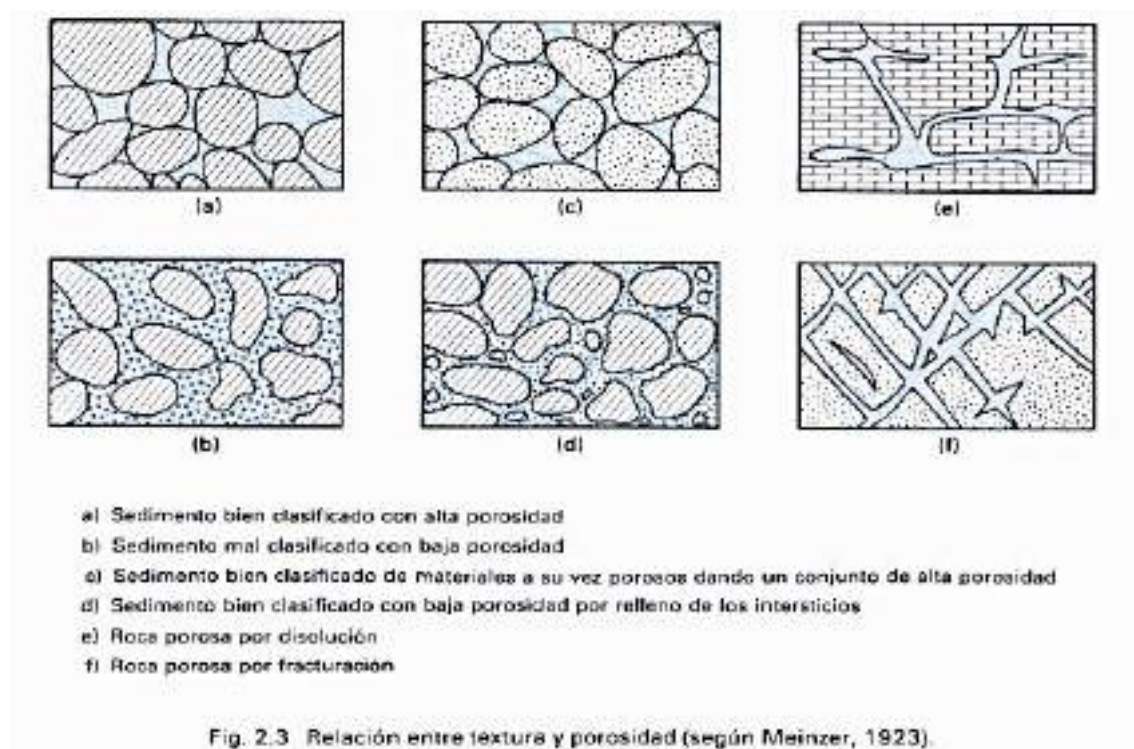 (a)
(c)
(e)
(b)
(d)
(f)
a) Sedimento bien clasificado con alta porosidad
b) Sedimento mal clasificado con baja porosidad
c) Sedimento bien clasificado de materiales a su vez porosos dando un conjunto de alta porosidad
d) Sedimento bien clasificado con baja porosidad por relleno de los intersticios
e) Roca porosa por disolución
f) Roca porosa por fracturación
Fig. 2.3 Relación entre textura y porosidad (según Meinzer, 1923).